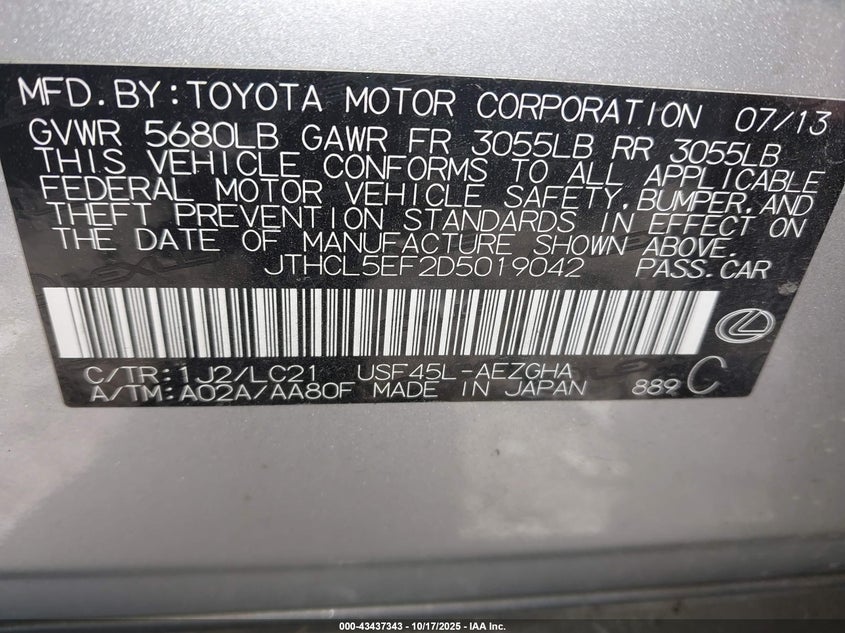 MFD.BY:TOYOTA MOTOR CORPORATION 07/13
GVWR 5680LB GAWR FR 3055LB RR 3055LB
THIS VEHICLE CONFORMS TO ALL APPLICABLE
FEDERAL MOTOR VEHICLE SAFETY,BUMPER,AND
THEFT PREVENTION STANDARDS IN EFFECT ON
THE DATE OF MANUFACTURE SHOWN ABOVE.
JTHCL5EF2D5019042 PASS.CAR
C/TR:1J2/LC21 USF45L-AEZGHA
A/TM:A02A/AA80F MADE IN JAPAN 889 C
000-43437343 | 10/17/2025 - IAA Inc.